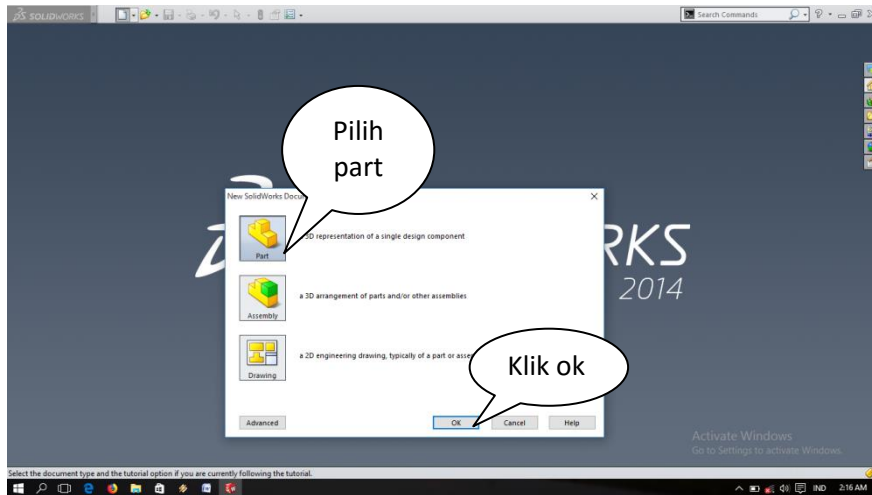 SOLIDWORKS
Search Commands
Pilih
part
New SolidWorks Docu
Part
3D representation of a single design component
Assembly
a 3D arrangement of parts and/or other assemblies
Drawing
a 2D engineering drawing, typically of a part or asse
Klik ok
Advanced
OK
Cancel
Help
RKS
2014
Activate Windows
Go to Settings to activate Windows.
Select the document type and the tutorial option if you are currently following the tutorial.
IND
2:16 AM